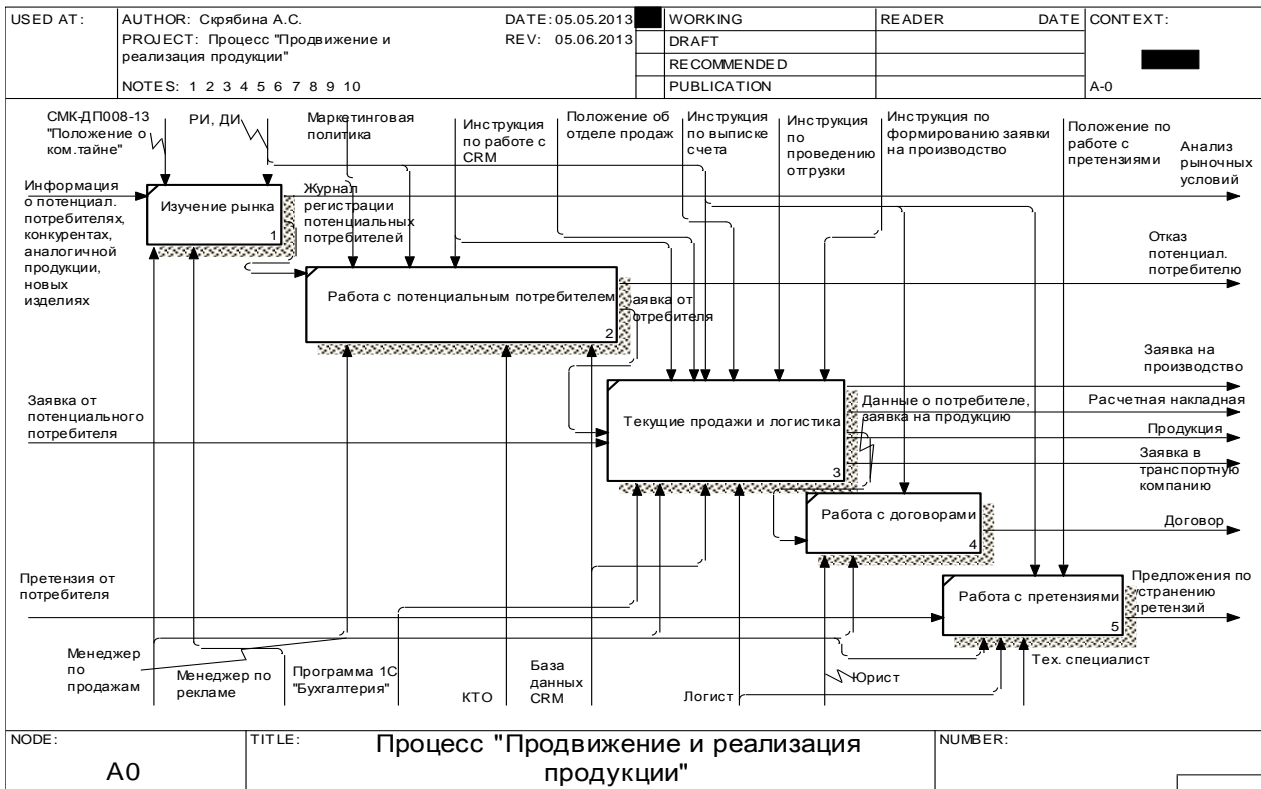 USED AT:
AUTHOR: Скрябина А.С.
DATE: 05.05.2013
PROJECT: Процесс "Продвижение и
реализация продукции"
REV: 05.06.2013
NOTES: 1 2 3 4 5 6 7 8 9 10
WORKING
DRAFT
RECOMMENDED
PUBLICATION
READER
DATE
CONTEXT:
A-0
СМК-ДП008-13
"Положение о
ком.тайне"
РИ, ДИ
Маркетинговая
политика
Инструкция
по работе с
CRM
Положение об
отделе продаж
Инструкция
по выписке
счета
Инструкция
по
проведению
отгрузки
Инструкция по
формированию заявки
на производство
Положение по
работе с
претензиями
Анализ
рыночных
условий
Информация
о потенциал.
потребителях,
конкурентах,
аналогичной
продукции,
новых
изделиях
Изучение рынка
1
Журнал
регистрации
потенциальных
потребителей
Отказ
потенциал.
потребителю
Работа с потенциальным потребителем
2
аявка от
отребителя
Заявка на
производство
Заявка от
потенциального
потребителя
Текущие продажи и логистика
3
Данные о потребителе,
заявка на продукцию
Расчетная накладная
Продукция
Заявка в
транспортную
компанию
Работа с договорами
4
Договор
Претензия от
потребителя
Работа с претензиями
5
Предложения по
устранению
претензий
Менеджер
по
продажам
Менеджер по
рекламе
Программа 1С
"Бухгалтерия"
КТО
База
данных
CRM
Логист
Юрист
Тех. специалист
NODE:
A0
TITLE:
Процесс "Продвижение и реализация
продукции"
NUMBER: